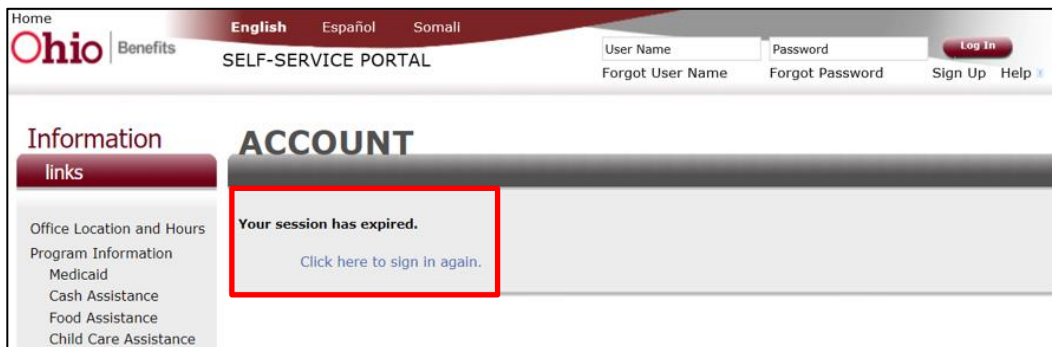 Home
Ohio Benefits
English Español Somali
SELF-SERVICE PORTAL
User Name Password Log In
Forgot User Name Forgot Password Sign Up Help
Information
links
Office Location and Hours
Program Information
Medicaid
Cash Assistance
Food Assistance
Child Care Assistance
ACCOUNT
Your session has expired.
Click here to sign in again.